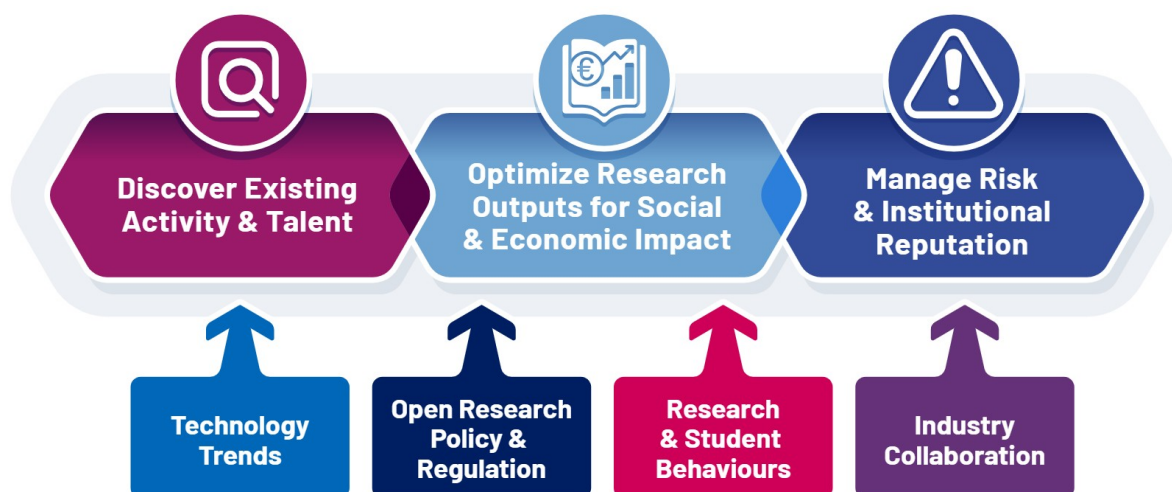 €
Discover Existing
Activity & Talent
Optimize Research
Outputs for Social
& Economic Impact
Manage Risk
& Institutional
Reputation
Technology
Trends
Open Research
Policy &
Regulation
Research
& Student
Behaviours
Industry
Collaboration